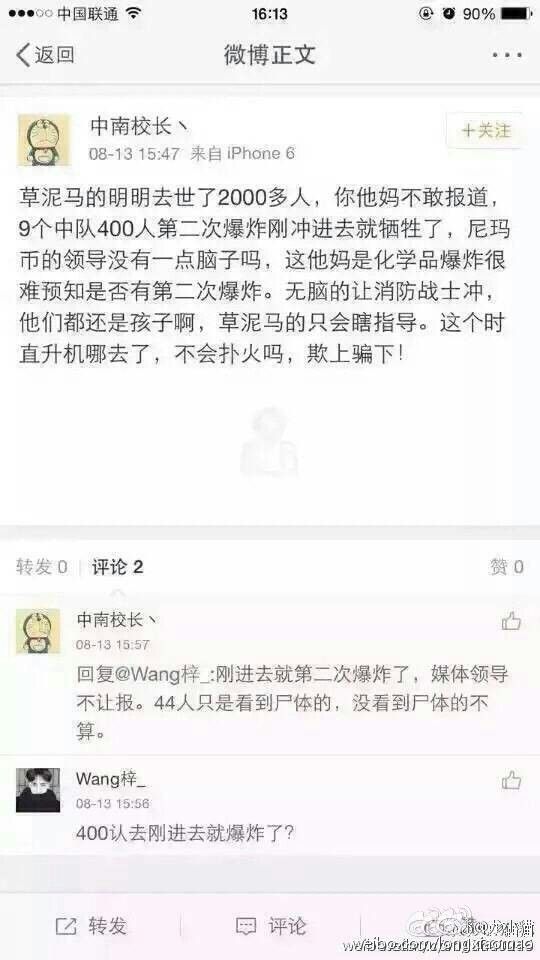 中国联通 16:13 90%
返回 微博正文
中南校长丶 +关注
08-13 15:47 来自 iPhone 6
草泥马的明明去世了2000多人，你他妈不敢报道，
9个中队400人第二次爆炸刚冲进去就牺牲了，尼玛
币的领导没有一点脑子吗，这他妈是化学品爆炸很
难预知是否有第二次爆炸。无脑的让消防战士冲，
他们都还是孩子啊，草泥马的只会瞎指导。这个时
直升机哪去了，不会扑火吗，欺上骗下！
转发 0 评论 2 赞 0
中南校长丶
08-13 15:57
回复@Wang梓_:刚进去就第二次爆炸了，媒体领导
不让报。44人只是看到尸体的，没看到尸体的不
算。
Wang梓_
08-13 15:56
400认去刚进去就爆炸了？
转发 评论